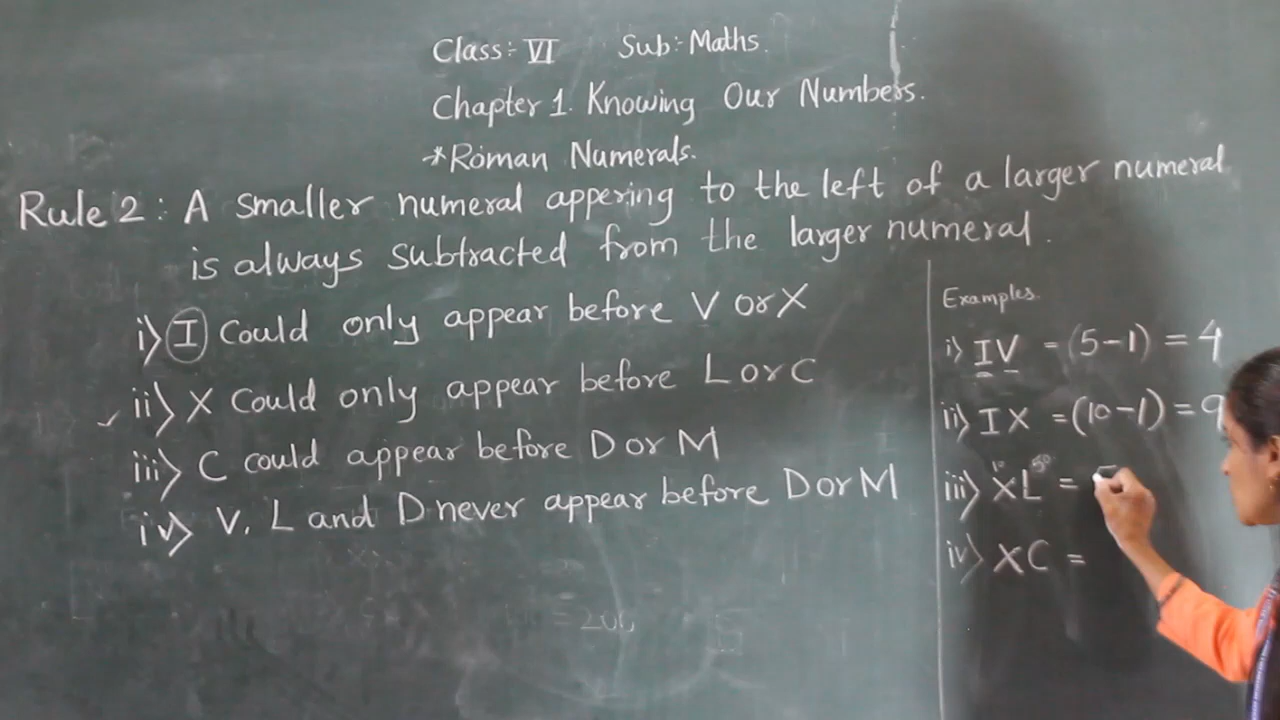 Class:- VI Sub:- Maths.
Chapter 1. Knowing Our Numbers.
*Roman Numerals.
Rule 2: A smaller numeral appering to the left of a larger numeral
is always subtracted from the larger numeral.
i) I Could only appear before V or X
ii) X Could only appear before L or C
iii) C could appear before D or M
iv) V, L and D never appear before D or M
Examples.
i) IV = (5-1) = 4
ii) IX = (10-1) = 9
10 50
iii) XL =
iv) XC =
= 200